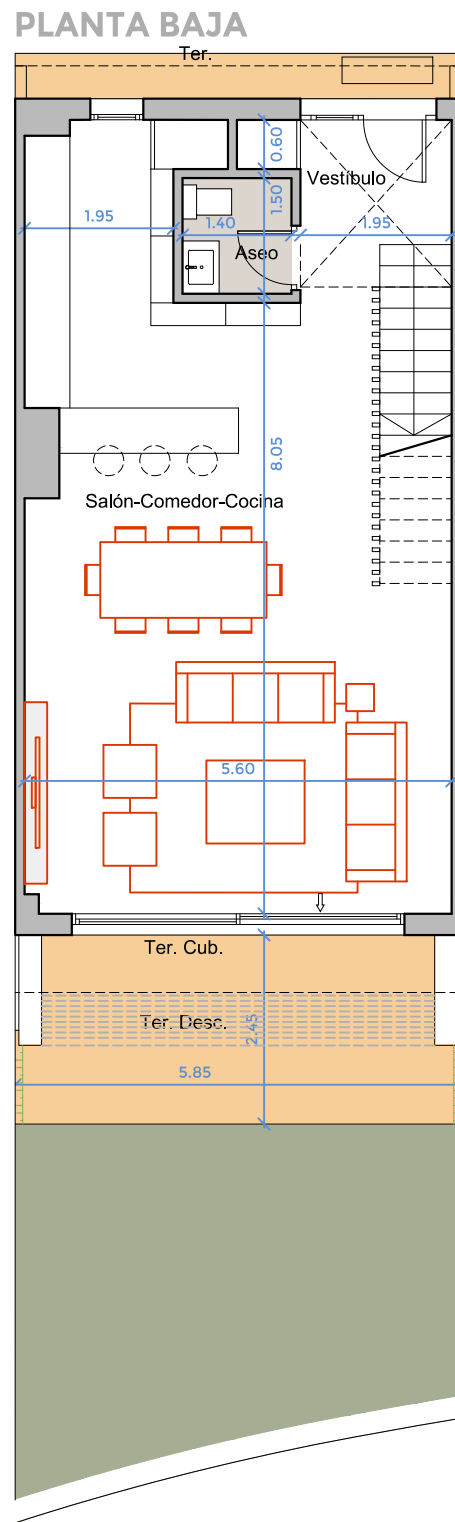 PLANTA BAJA
Ter.
0.60
Vestíbulo
1.50
1.95
1.40
1.95
Aseo
8.05
Salón-Comedor-Cocina
5.60
Ter. Cub.
Ter. Desc.
2.45
5.85